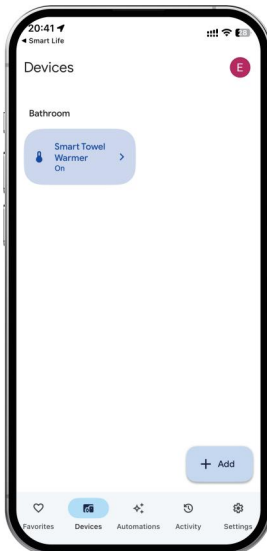 20:41
◀ Smart Life
Devices
E
Bathroom
Smart Towel
Warmer
On
+ Add
Favorites
Devices
Automations
Activity
Settings